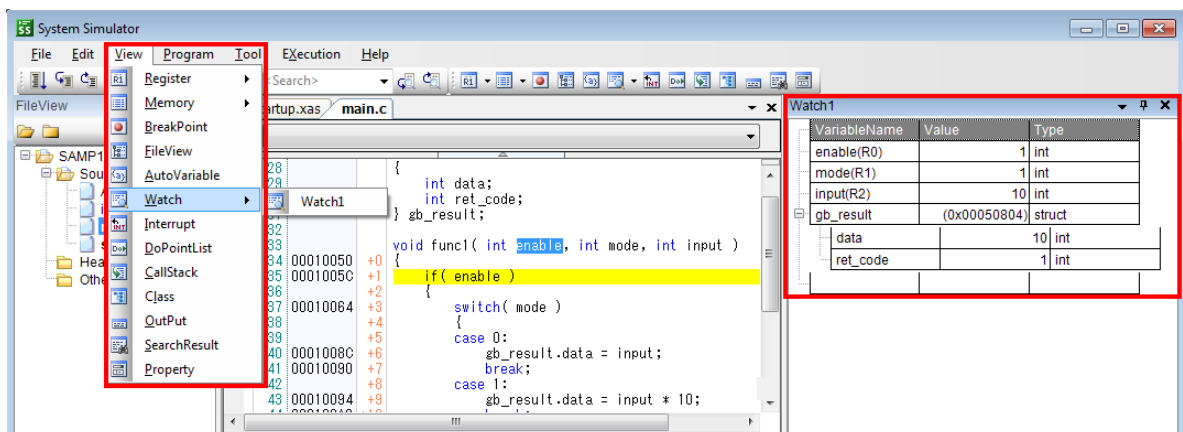 System Simulator
File Edit View Program Tool EXecution Help
Register
Memory
BreakPoint
FileView
AutoVariable
Watch
Interrupt
DoPointList
CallStack
Class
OutPut
SearchResult
Property
Watch1
<Search>
FileView
SAMP1
Sou
Hea
Othe
artup.xas main.c
28 {
29 int data;
int ret_code;
} gb_result;
32
33 void func1( int enable, int mode, int input )
34 00010050 +0 {
35 0001005C +1 if( enable )
36 +2 {
37 00010064 +3 switch( mode )
38 +4 {
39 +5 case 0:
40 0001008C +6 gb_result.data = input;
41 00010090 +7 break;
42 +8 case 1:
43 00010094 +9 gb_result.data = input * 10;
Watch1
VariableName Value Type
enable(R0) 1 int
mode(R1) 1 int
input(R2) 10 int
gb_result (0x00050804) struct
data 10 int
ret_code 1 int